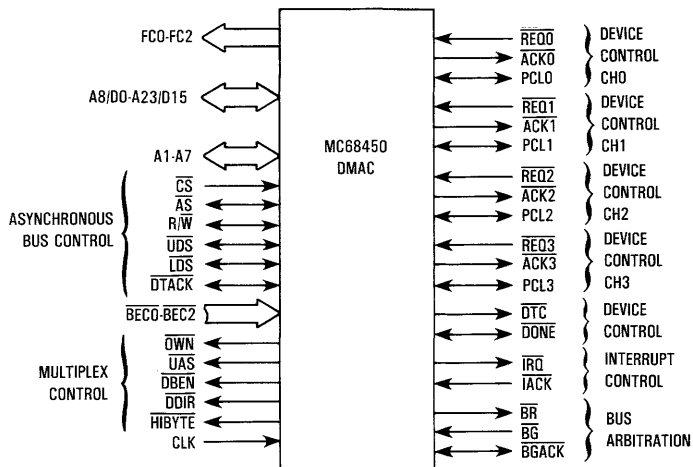 FC0-FC2
A8/D0-A23/D15
A1-A7
ASYNCHRONOUS
BUS CONTROL
CS
AS
R/W
UDS
LDS
DTACK
BEC0-BEC2
MULTIPLEX
CONTROL
OWN
UAS
DBEN
DDIR
HIBYTE
CLK
MC68450
DMAC
REQ0
ACK0
PCL0
DEVICE
CONTROL
CH0
REQ1
ACK1
PCL1
DEVICE
CONTROL
CH1
REQ2
ACK2
PCL2
DEVICE
CONTROL
CH2
REQ3
ACK3
PCL3
DEVICE
CONTROL
CH3
DTC
DONE
DEVICE
CONTROL
IRQ
IACK
INTERRUPT
CONTROL
BR
BG
BGACK
BUS
ARBITRATION